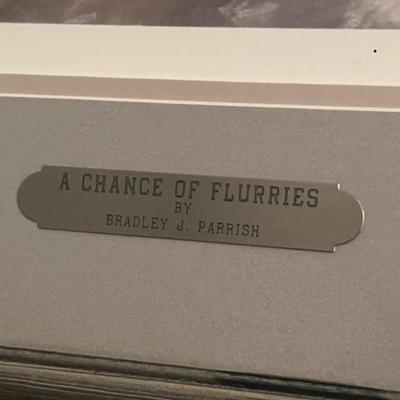 A CHANCE OF FLURRIES
BY
BRADLEY J. PARRISH